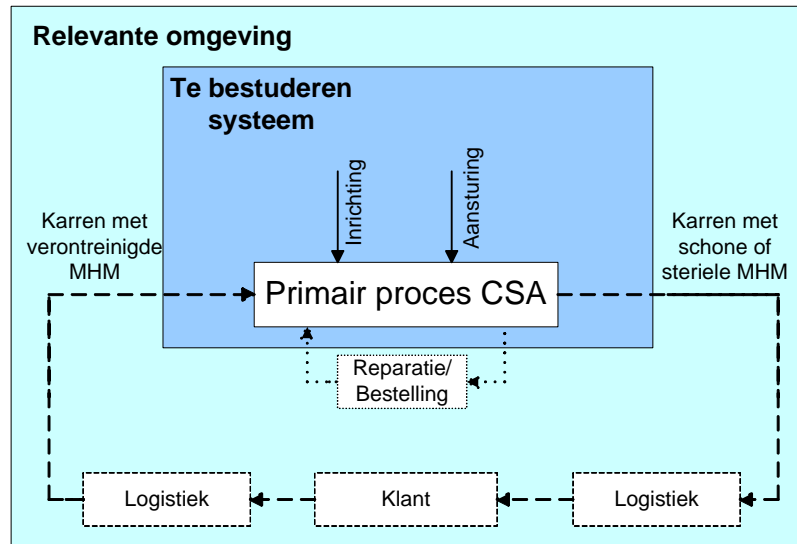 Relevante omgeving
Te bestuderen
systeem
Inrichting
Aansturing
Karren met
verontreinigde
MHM
Karren met
schone of
steriele MHM
Primair proces CSA
Reparatie/
Bestelling
Logistiek
Klant
Logistiek